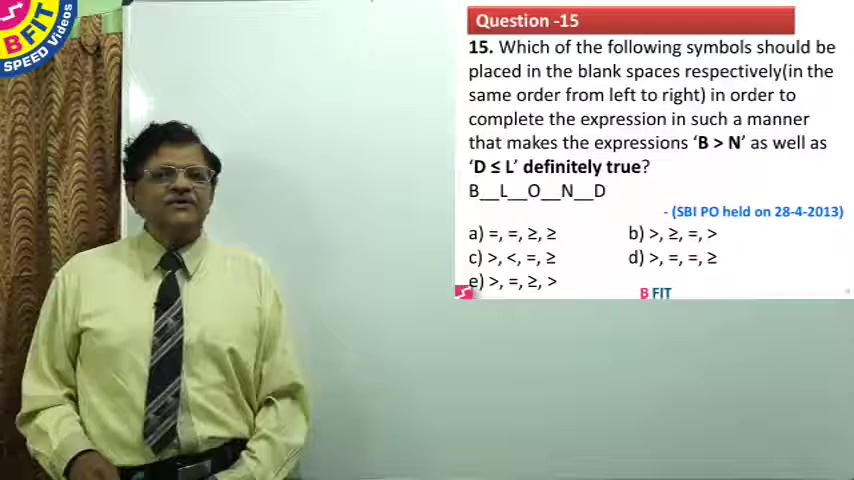 BFIT
SPEED Videos
Question -15
15. Which of the following symbols should be
placed in the blank spaces respectively(in the
same order from left to right) in order to
complete the expression in such a manner
that makes the expressions ‘B > N’ as well as
‘D ≤ L’ definitely true?
B__L__O__N__D
- (SBI PO held on 28-4-2013)
a) =, =, ≥, ≥ b) >, ≥, =, >
c) >, <, =, ≥ d) >, =, =, ≥
e) >, =, ≥, >
B FIT